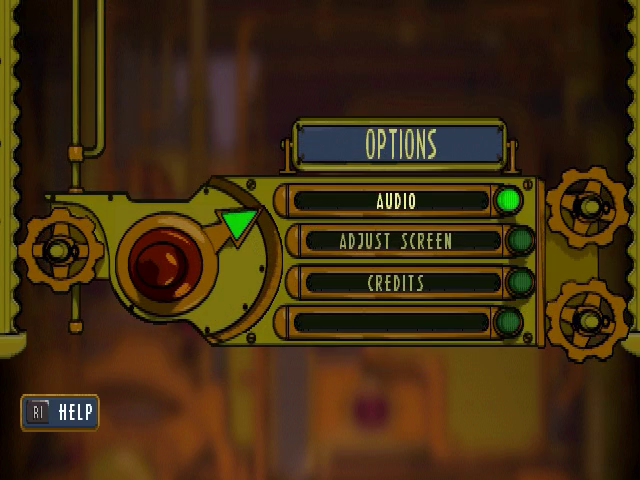 OPTIONS
AUDIO
ADJUST SCREEN
CREDITS
R1 HELP